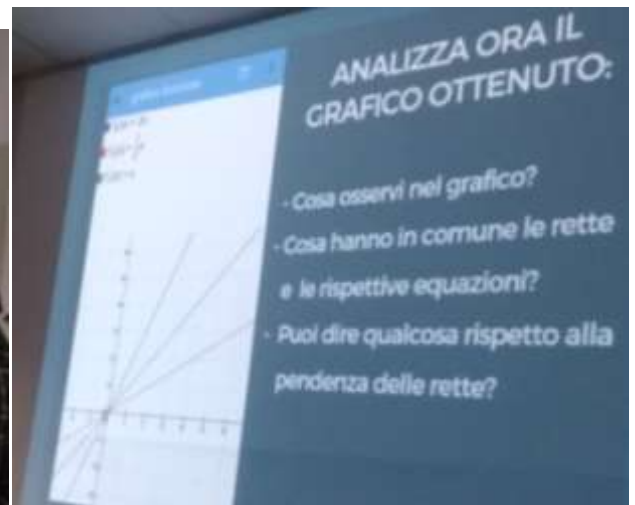 ANALIZZA ORA IL
GRAFICO OTTENUTO:
- Cosa osservi nel grafico?
- Cosa hanno in comune le rette
e le rispettive equazioni?
- Puoi dire qualcosa rispetto alla
pendenza delle rette?